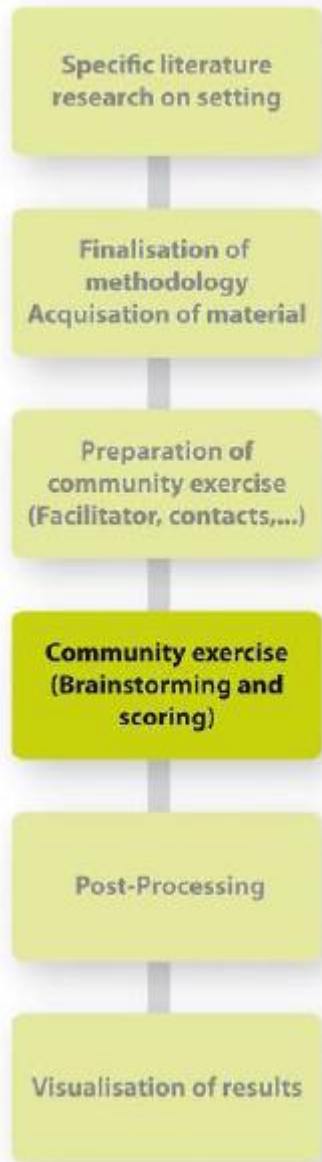 Specific literature
research on setting
Finalisation of
methodology
Acquisation of material
Preparation of
community exercise
(Facilitator, contacts,...)
Community exercise
(Brainstorming and
scoring)
Post-Processing
Visualisation of results